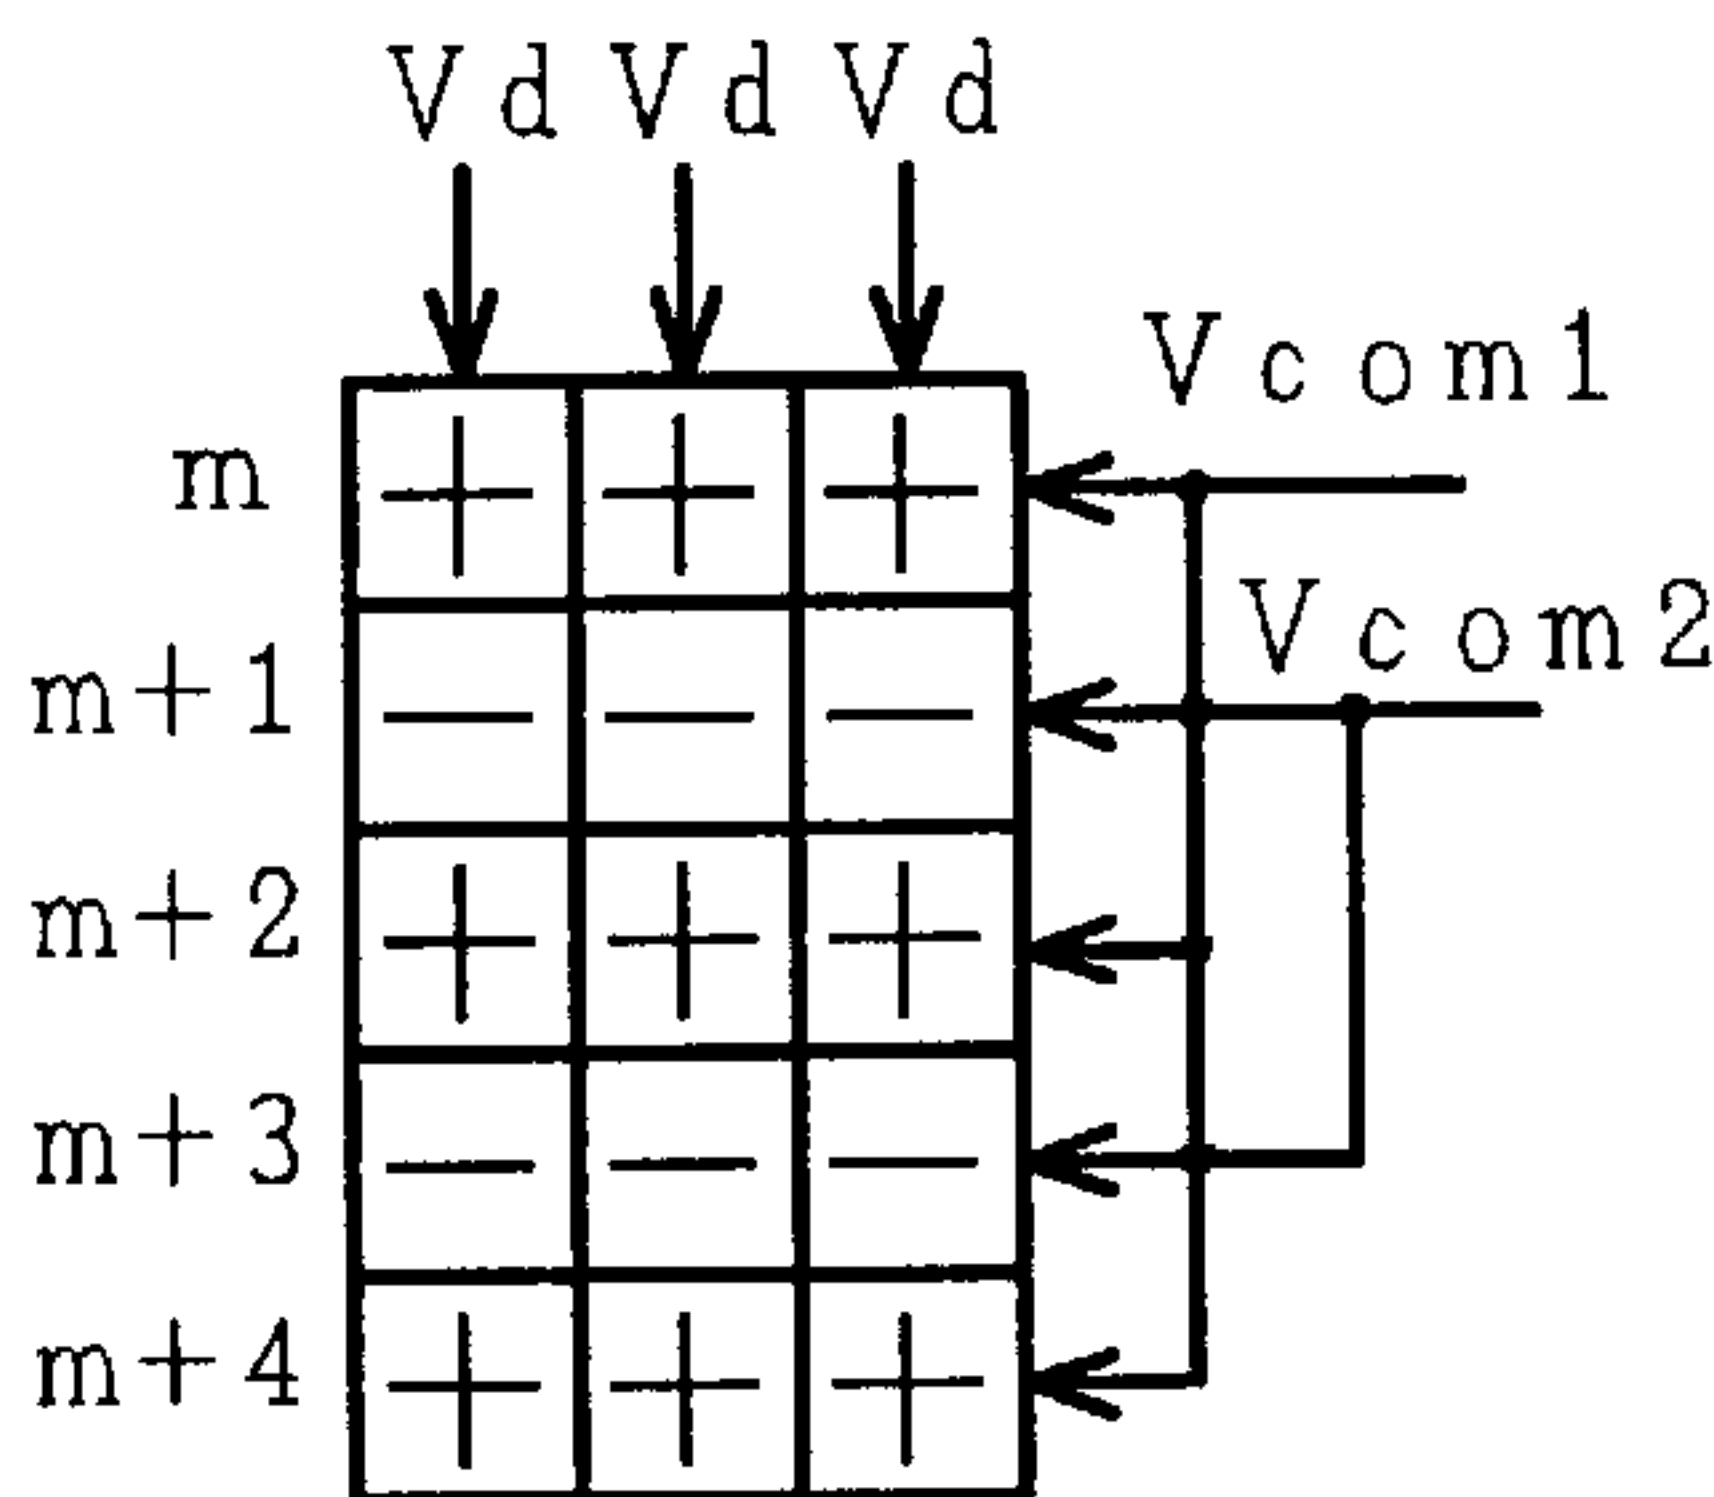 Vd Vd Vd
Vcom1
m + + +
Vcom2
m+1 − − −
m+2 + + +
m+3 − − −
m+4 + + +